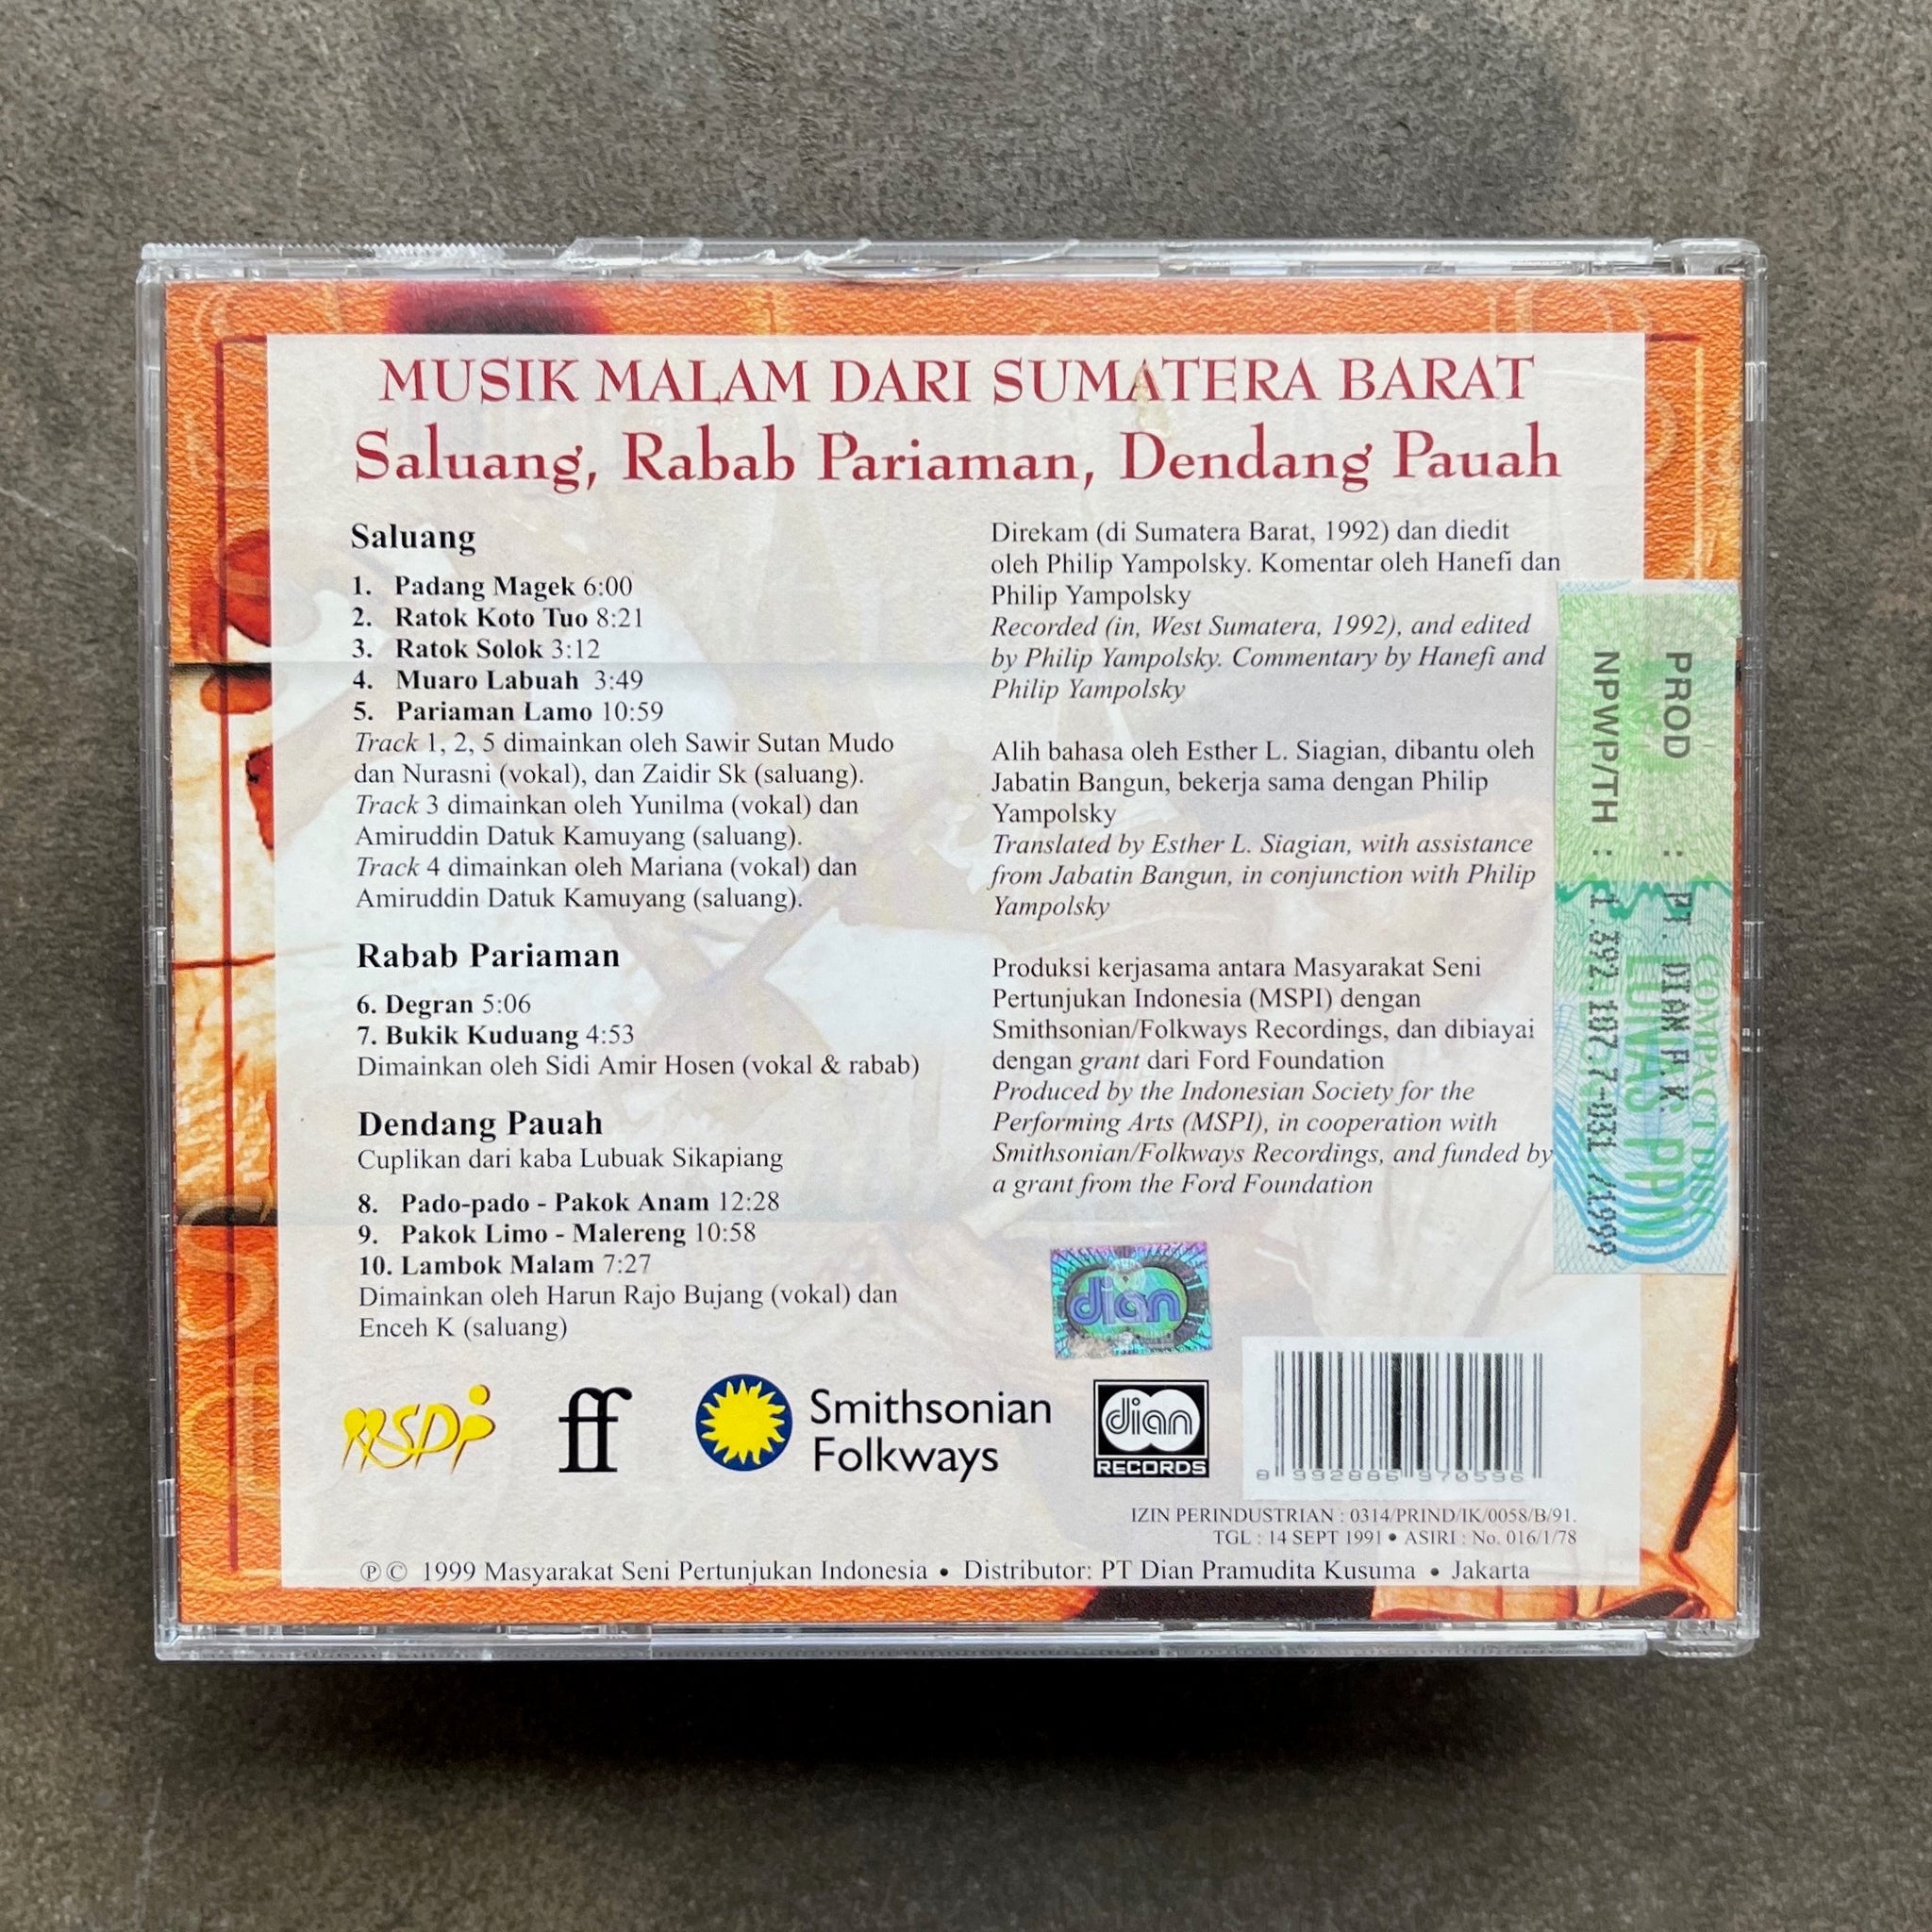 MUSIK MALAM DARI SUMATERA BARAT
Saluang, Rabab Pariaman, Dendang Pauah
Saluang
1. Padang Magek 6:00
2. Ratok Koto Tuo 8:21
3. Ratok Solok 3:12
4. Muaro Labuah 3:49
5. Pariaman Lamo 10:59
Track 1, 2, 5 dimainkan oleh Sawir Sutan Mudo
dan Nurasni (vokal), dan Zaidir Sk (saluang).
Track 3 dimainkan oleh Yunilma (vokal) dan
Amiruddin Datuk Kamuyang (saluang).
Track 4 dimainkan oleh Mariana (vokal) dan
Amiruddin Datuk Kamuyang (saluang).
Rabab Pariaman
6. Degran 5:06
7. Bukik Kuduang 4:53
Dimainkan oleh Sidi Amir Hosen (vokal & rabab)
Dendang Pauah
Cuplikan dari kaba Lubuak Sikapiang
8. Pado-pado - Pakok Anam 12:28
9. Pakok Limo - Malereng 10:58
10. Lambok Malam 7:27
Dimainkan oleh Harun Rajo Bujang (vokal) dan
Enceh K (saluang)
Direkam (di Sumatera Barat, 1992) dan diedit
oleh Philip Yampolsky. Komentar oleh Hanefi dan
Philip Yampolsky
Recorded (in, West Sumatera, 1992), and edited
by Philip Yampolsky. Commentary by Hanefi and
Philip Yampolsky
Alih bahasa oleh Esther L. Siagian, dibantu oleh
Jabatin Bangun, bekerja sama dengan Philip
Yampolsky
Translated by Esther L. Siagian, with assistance
from Jabatin Bangun, in conjunction with Philip
Yampolsky
Produksi kerjasama antara Masyarakat Seni
Pertunjukan Indonesia (MSPI) dengan
Smithsonian/Folkways Recordings, dan dibiayai
dengan grant dari Ford Foundation
Produced by the Indonesian Society for the
Performing Arts (MSPI), in cooperation with
Smithsonian/Folkways Recordings, and funded by
a grant from the Ford Foundation
PROD : PT. DIAN P.K.
NPWP/TH : 1.392.107.7-031 /1999
COMPACT DISC
LUNAS PPN
dian
MSPI
ff
Smithsonian
Folkways
dian
RECORDS
8 992886 970596
IZIN PERINDUSTRIAN : 0314/PRIND/IK/0058/B/91.
TGL : 14 SEPT 1991 • ASIRI : No. 016/1/78
℗© 1999 Masyarakat Seni Pertunjukan Indonesia • Distributor: PT Dian Pramudita Kusuma • Jakarta